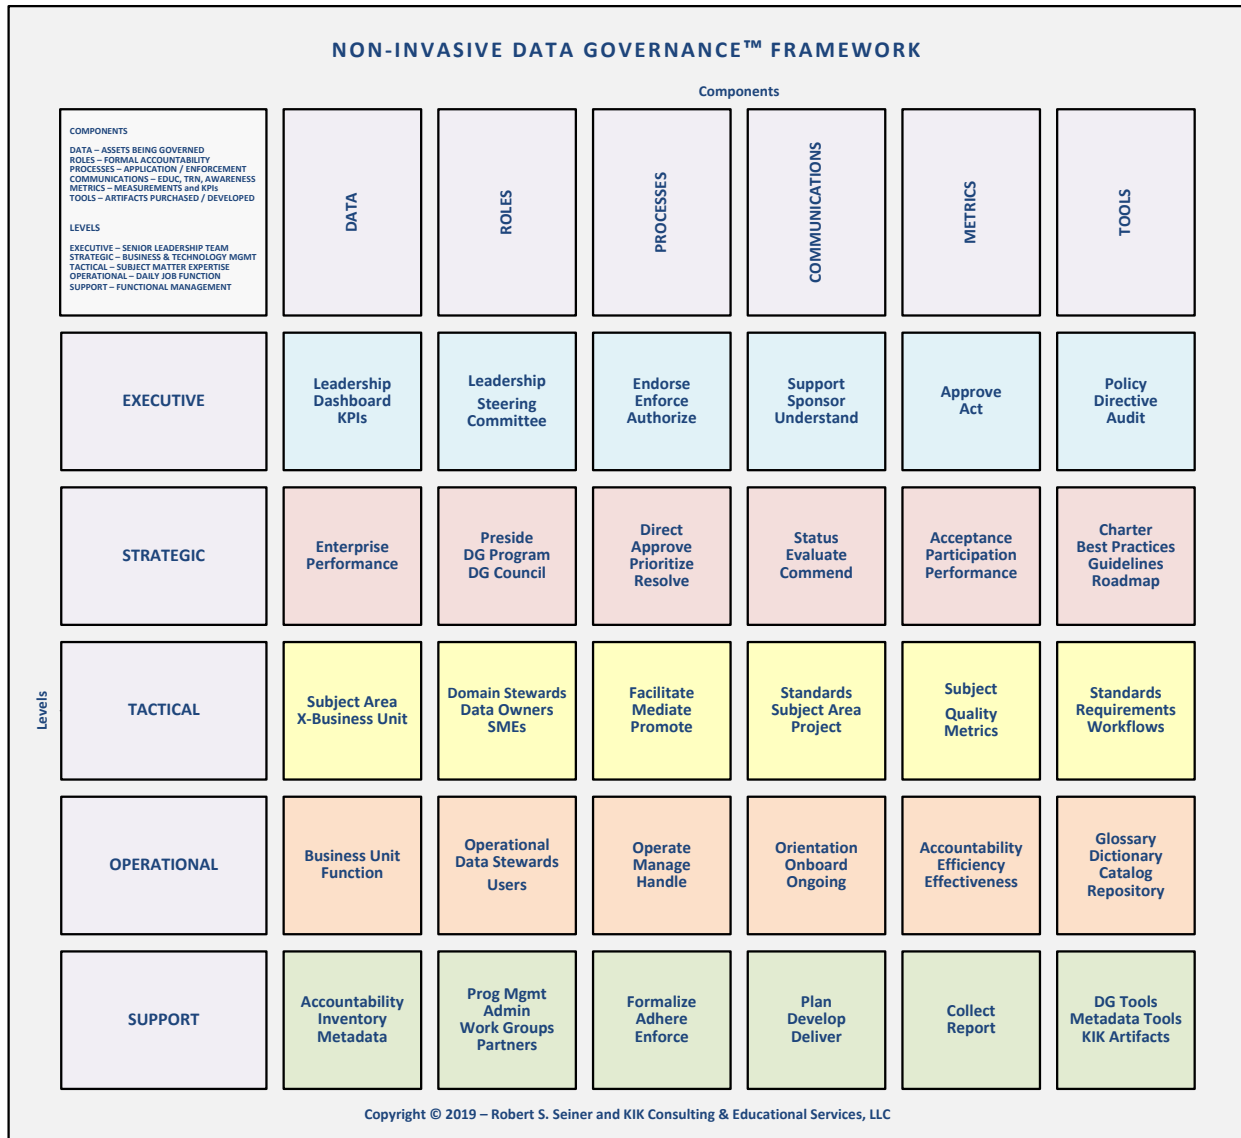 NON-INVASIVE DATA GOVERNANCE™ FRAMEWORK
Components
COMPONENTS
DATA – ASSETS BEING GOVERNED
ROLES – FORMAL ACCOUNTABILITY
PROCESSES – APPLICATION / ENFORCEMENT
COMMUNICATIONS – EDUC, TRN, AWARENESS
METRICS – MEASUREMENTS and KPIs
TOOLS – ARTIFACTS PURCHASED / DEVELOPED
LEVELS
EXECUTIVE – SENIOR LEADERSHIP TEAM
STRATEGIC – BUSINESS & TECHNOLOGY MGMT
TACTICAL – SUBJECT MATTER EXPERTISE
OPERATIONAL – DAILY JOB FUNCTION
SUPPORT – FUNCTIONAL MANAGEMENT
DATA
ROLES
PROCESSES
COMMUNICATIONS
METRICS
TOOLS
Levels
EXECUTIVE
Leadership
Dashboard
KPIs
Leadership
Steering
Committee
Endorse
Enforce
Authorize
Support
Sponsor
Understand
Approve
Act
Policy
Directive
Audit
STRATEGIC
Enterprise
Performance
Preside
DG Program
DG Council
Direct
Approve
Prioritize
Resolve
Status
Evaluate
Commend
Acceptance
Participation
Performance
Charter
Best Practices
Guidelines
Roadmap
TACTICAL
Subject Area
X-Business Unit
Domain Stewards
Data Owners
SMEs
Facilitate
Mediate
Promote
Standards
Subject Area
Project
Subject
Quality
Metrics
Standards
Requirements
Workflows
OPERATIONAL
Business Unit
Function
Operational
Data Stewards
Users
Operate
Manage
Handle
Orientation
Onboard
Ongoing
Accountability
Efficiency
Effectiveness
Glossary
Dictionary
Catalog
Repository
SUPPORT
Accountability
Inventory
Metadata
Prog Mgmt
Admin
Work Groups
Partners
Formalize
Adhere
Enforce
Plan
Develop
Deliver
Collect
Report
DG Tools
Metadata Tools
KIK Artifacts
Copyright © 2019 – Robert S. Seiner and KIK Consulting & Educational Services, LLC